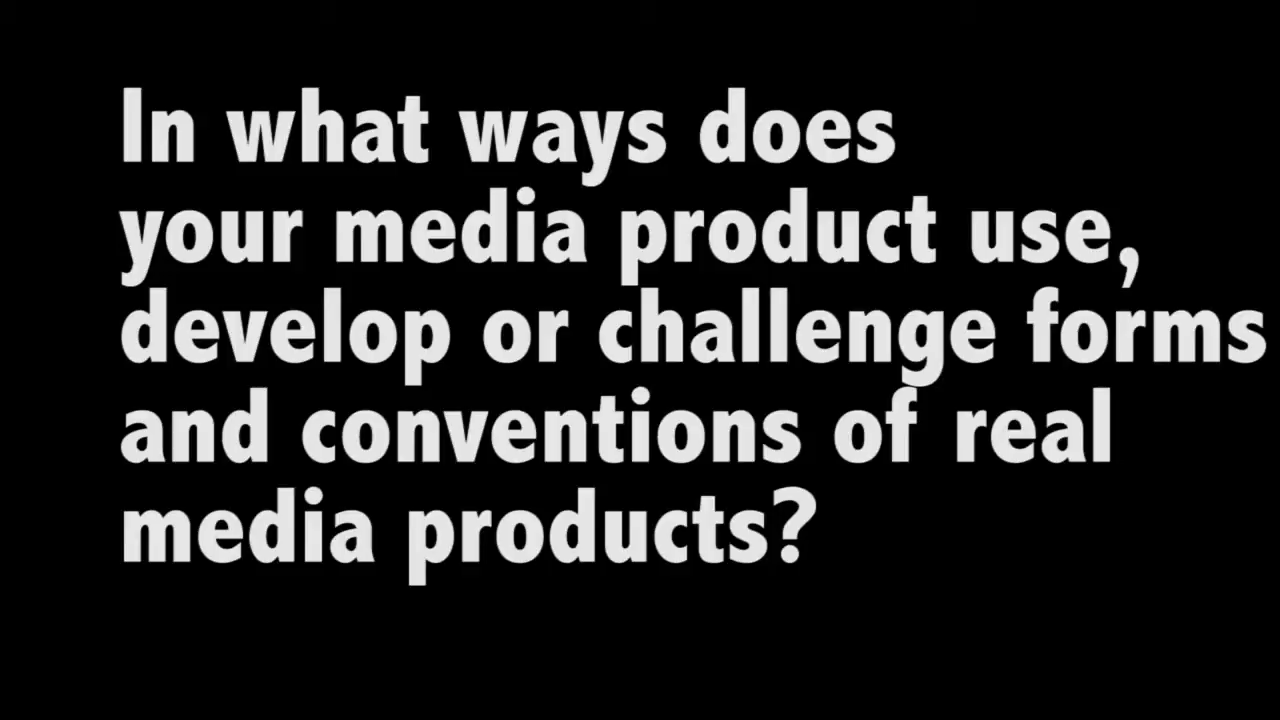 In what ways does
your media product use,
develop or challenge forms
and conventions of real
media products?